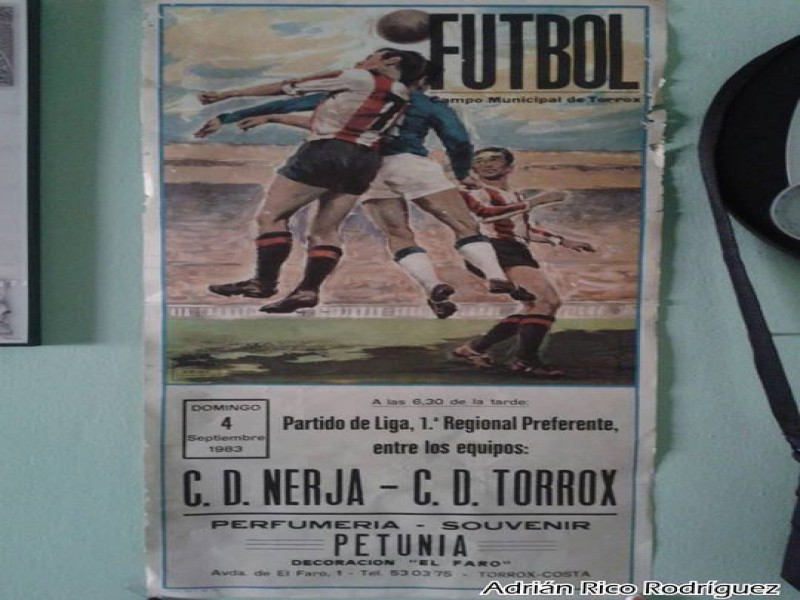 FUTBOL
Campo Municipal de Torrox
A las 6,30 de la tarde:
DOMINGO
4
Septiembre
1983
Partido de Liga, 1.ª Regional Preferente,
entre los equipos:
C. D. NERJA - C. D. TORROX
PERFUMERIA - SOUVENIR
PETUNIA
DECORACION "EL FARO"
Avda. de El Faro, 1 - Tel. 53 03 75 - TORROX-COSTA
Adrián Rico Rodríguez